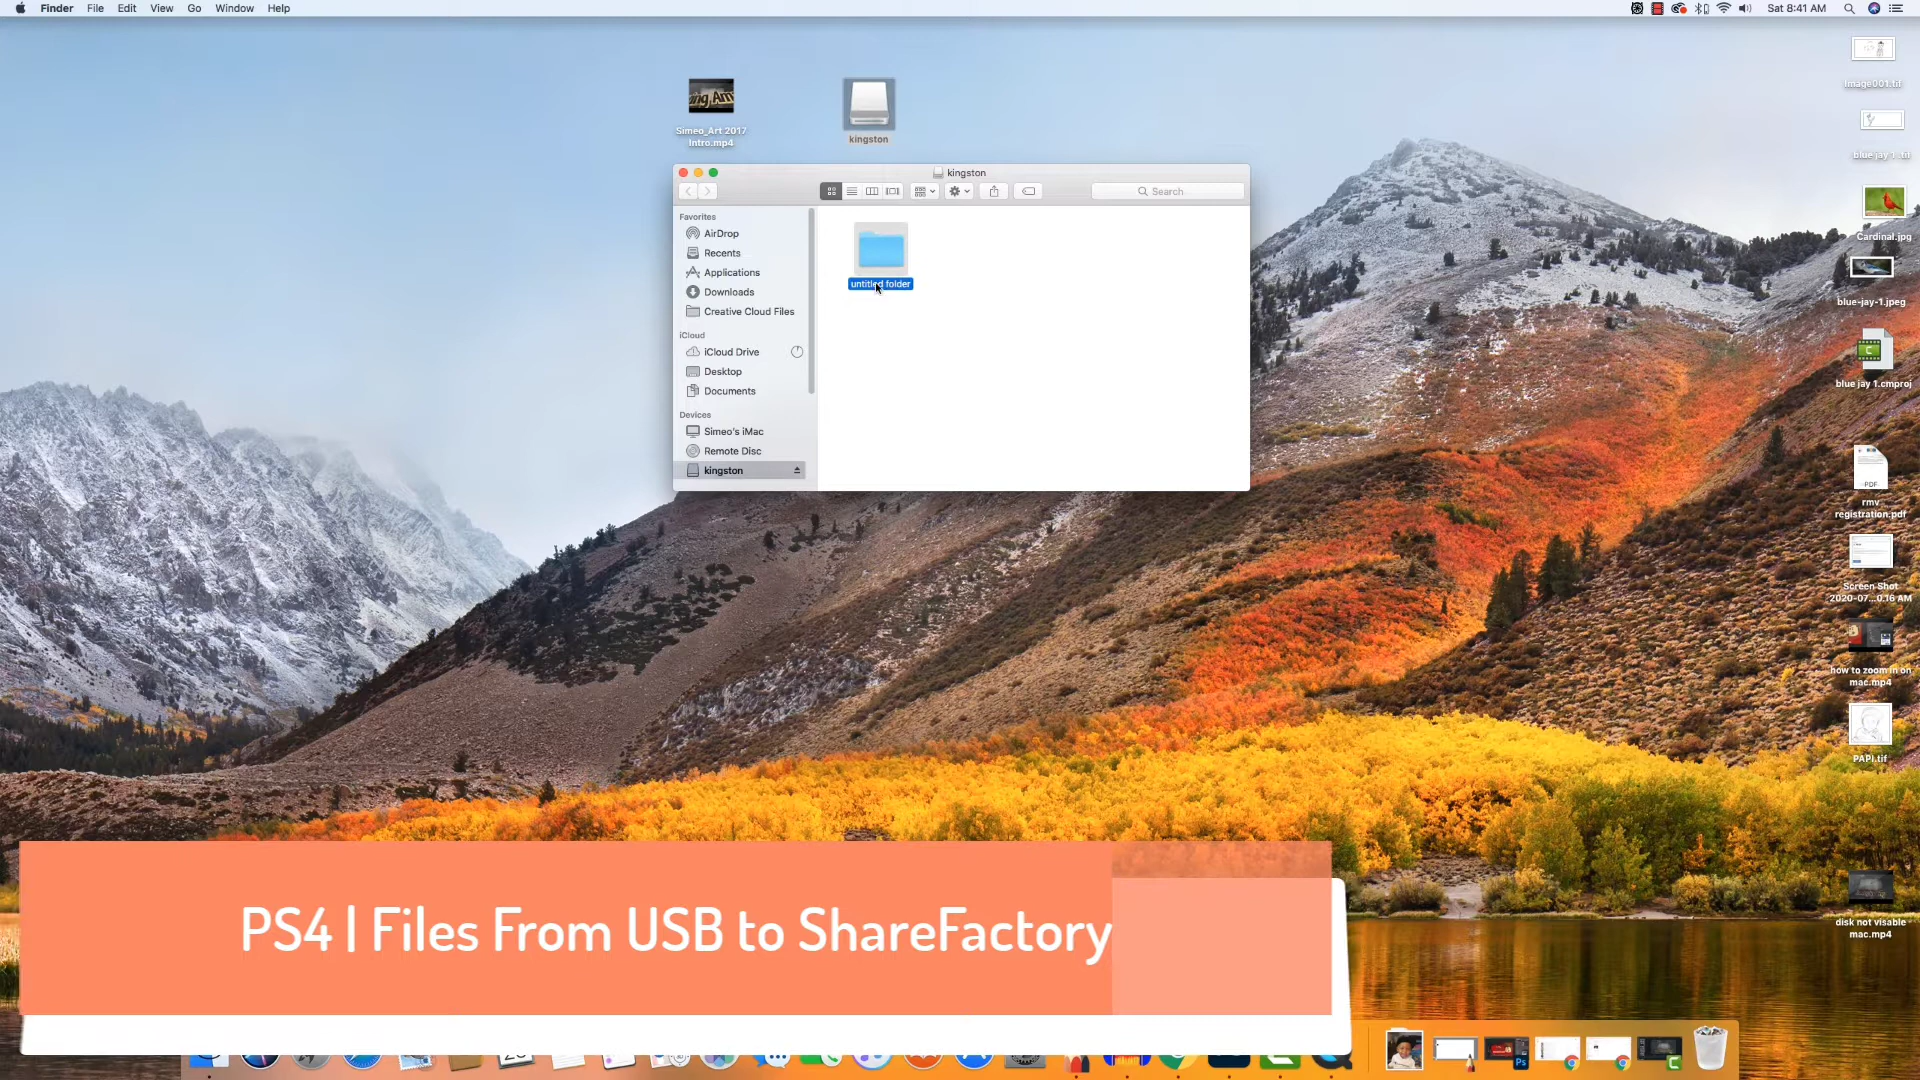 Finder File Edit View Go Window Help
Sat 8:41 AM
Simeo_Art 2017
Intro.mp4
kingston
kingston
Search
Favorites
AirDrop
Recents
Applications
Downloads
Creative Cloud Files
iCloud
iCloud Drive
Desktop
Documents
Devices
Simeo's iMac
Remote Disc
kingston
untitled folder
Image001.tif
blue jay 1.tif
Cardinal.jpg
blue-jay-1.jpeg
C
blue jay 1.cmproj
PDF
rmv
registration.pdf
Screen Shot
2020-07...0.16 AM
how to zoom in on
mac.mp4
PAPI.tif
disk not visable
mac.mp4
PS4 | Files From USB to ShareFactory
Ps
C